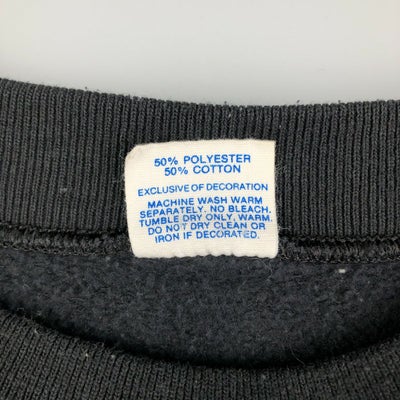 50% POLYESTER
50% COTTON
EXCLUSIVE OF DECORATION
MACHINE WASH WARM
SEPARATELY. NO BLEACH.
TUMBLE DRY ONLY, WARM.
DO NOT DRY CLEAN OR
IRON IF DECORATED.